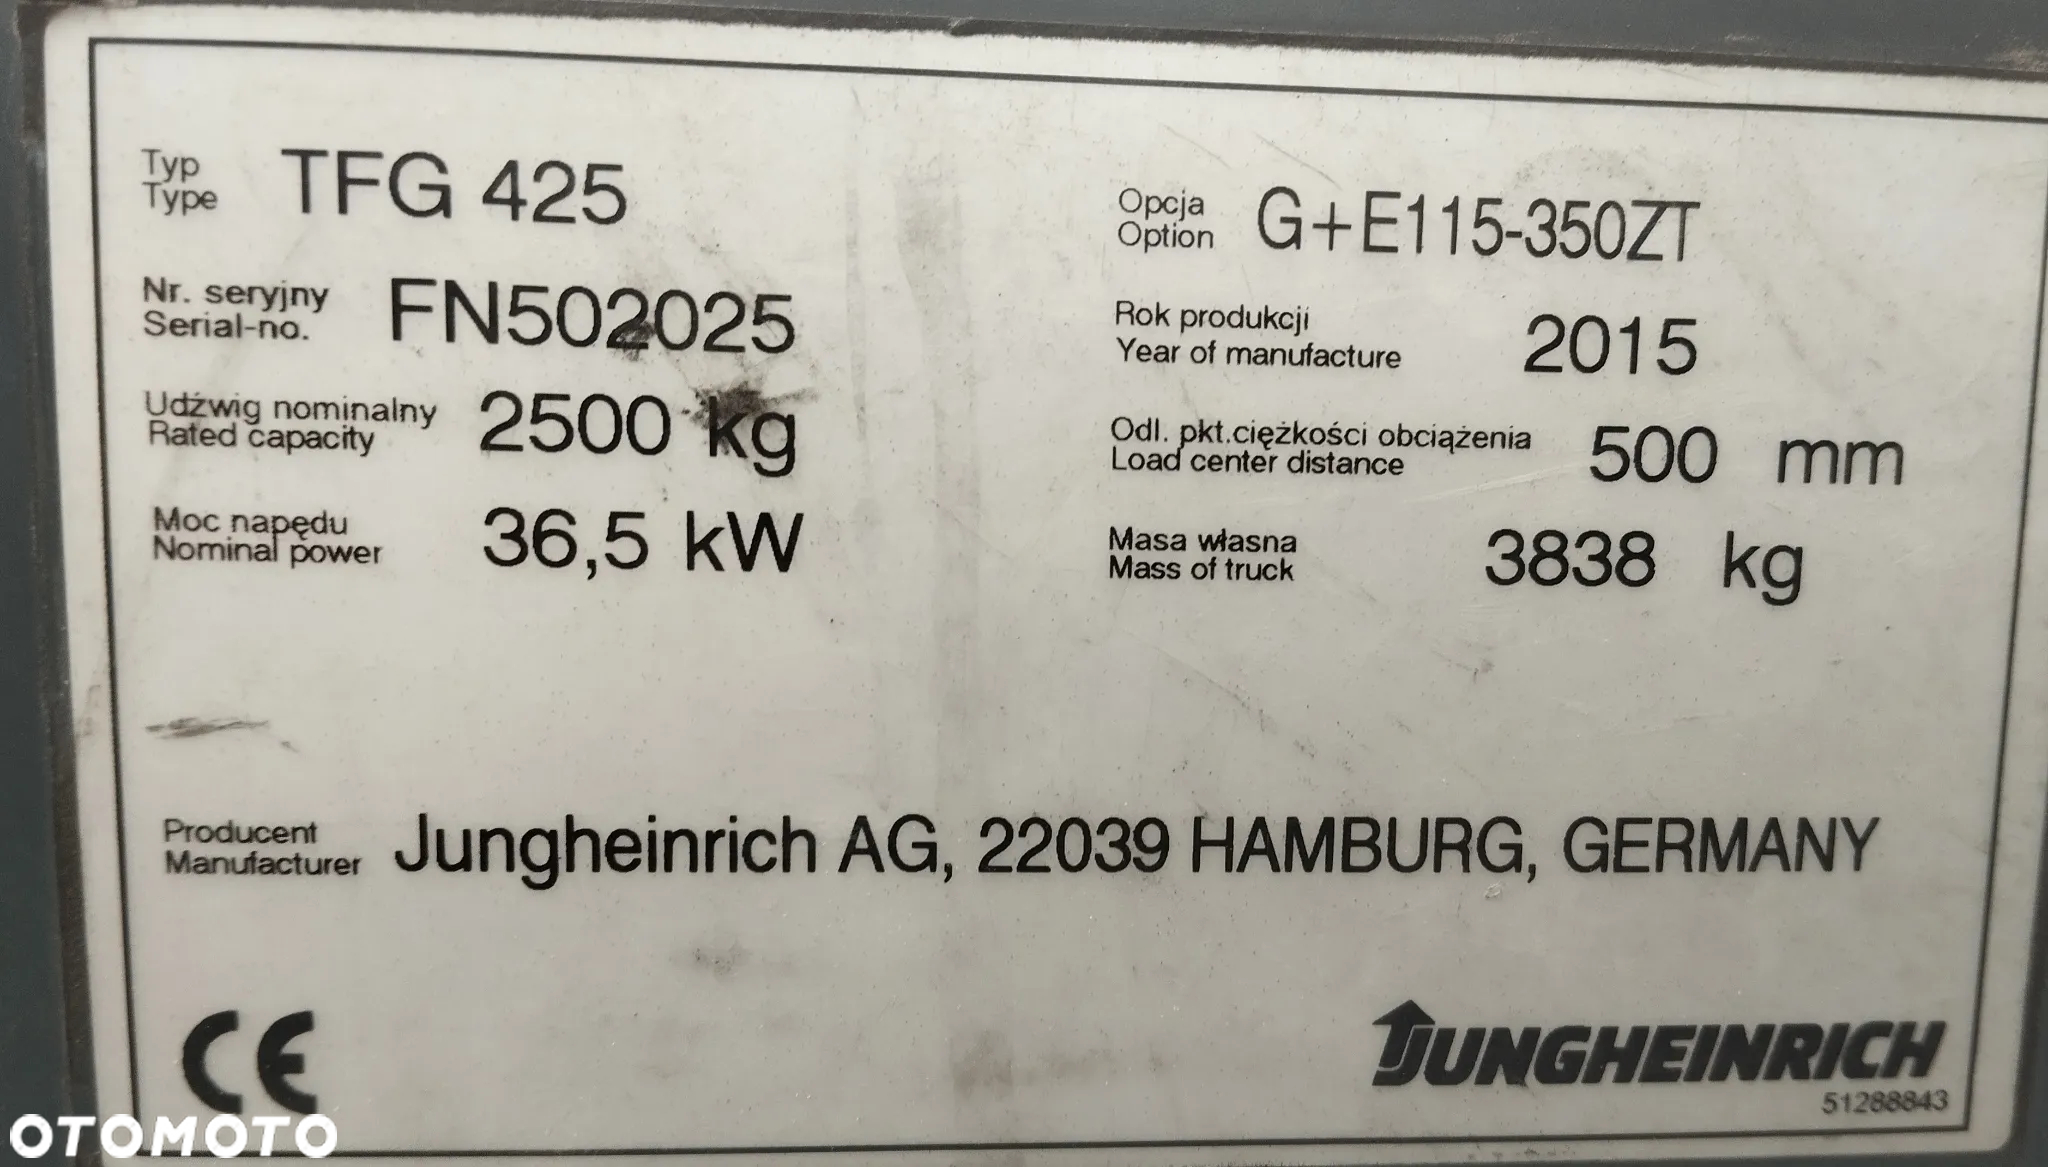 Typ
Type TFG 425
Nr. seryjny
Serial-no. FN502025
Udźwig nominalny
Rated capacity 2500 kg
Moc napędu
Nominal power 36,5 kW
Opcja
Option G+E115-350ZT
Rok produkcji
Year of manufacture 2015
Odl. pkt.ciężkości obciążenia
Load center distance 500 mm
Masa własna
Mass of truck 3838 kg
Producent
Manufacturer Jungheinrich AG, 22039 HAMBURG, GERMANY
CE
JUNGHEINRICH
51288843
OTOMOTO